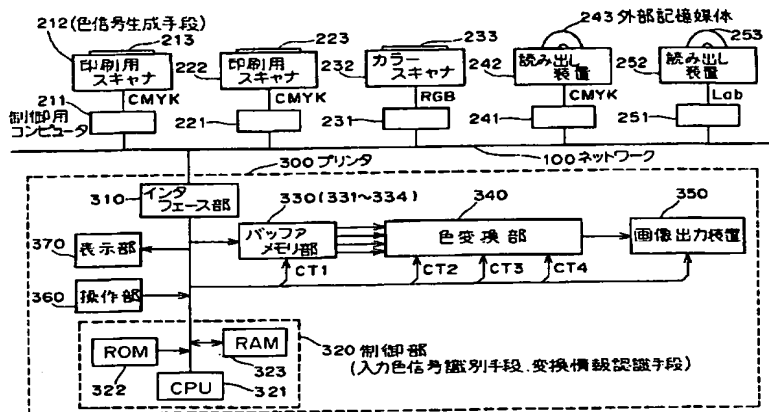 212(色信号生成手段)
213
223
233
243 外部記憶媒体
253
印刷用
スキャナ
222
印刷用
スキャナ
232
カラー
スキャナ
242
読み出し
装置
252
読み出し
装置
211
CMYK
CMYK
RGB
CMYK
Lab
制御用
コンピュータ
221
231
241
251
300 プリンタ
100 ネットワーク
310
インタ
フェース部
330(331〜334)
340
350
370
表示部
バッファ
メモリ部
色変換部
画像出力装置
CT1
CT2
CT3
CT4
360
操作部
ROM
RAM
320 制御部
(入力色信号識別手段、変換情報認識手段)
322
323
CPU
321